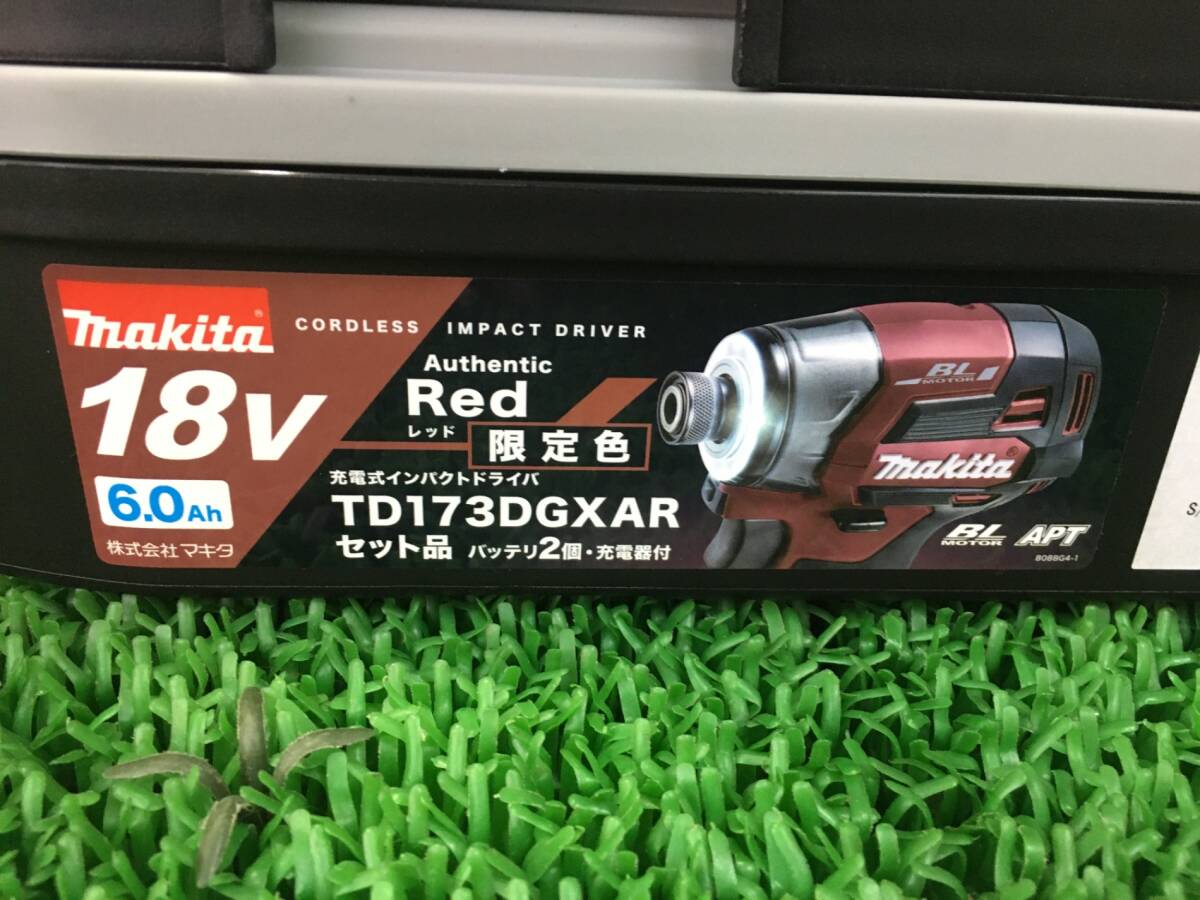 makita
CORDLESS IMPACT DRIVER
18V
6.0Ah
株式会社マキタ
Authentic
Red
レッド
限定色
充電式インパクトドライバ
TD173DGXAR
セット品 バッテリ2個・充電器付
BL
MOTOR
makita
BL
MOTOR
APT
808BG4-1
S/